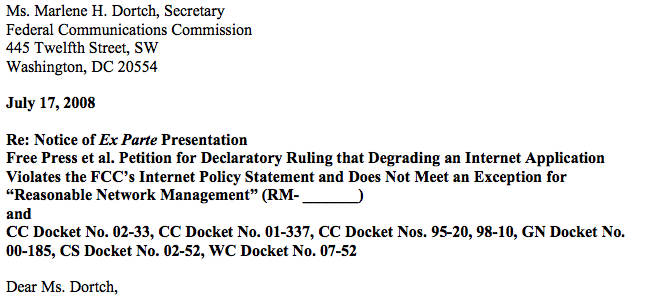 Ms. Marlene H. Dortch, Secretary
Federal Communications Commission
445 Twelfth Street, SW
Washington, DC 20554
July 17, 2008
Re: Notice of Ex Parte Presentation
Free Press et al. Petition for Declaratory Ruling that Degrading an Internet Application
Violates the FCC’s Internet Policy Statement and Does Not Meet an Exception for
“Reasonable Network Management” (RM- _______)
and
CC Docket No. 02-33, CC Docket No. 01-337, CC Docket Nos. 95-20, 98-10, GN Docket No.
00-185, CS Docket No. 02-52, WC Docket No. 07-52
Dear Ms. Dortch,